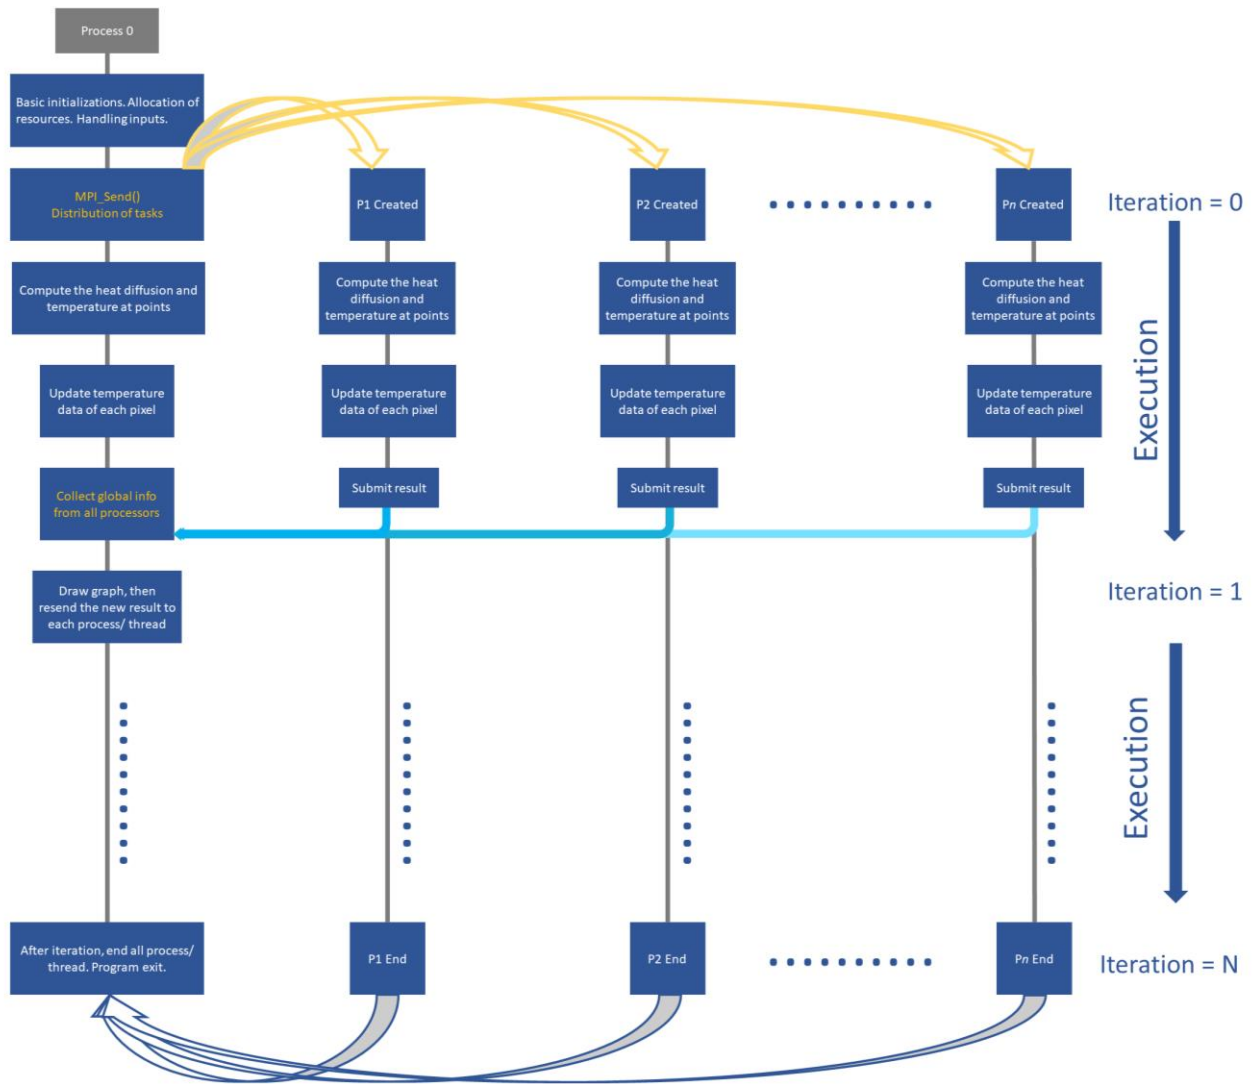 Process 0
Basic initializations. Allocation of
resources. Handling inputs.
MPI_Send()
Distribution of tasks
P1 Created
P2 Created
Pn Created
Iteration = 0
Compute the heat diffusion and
temperature at points
Compute the heat
diffusion and
temperature at points
Compute the heat
diffusion and
temperature at points
Compute the heat
diffusion and
temperature at points
Execution
Update temperature
data of each pixel
Update temperature
data of each pixel
Update temperature
data of each pixel
Update temperature
data of each pixel
Collect global info
from all processors
Submit result
Submit result
Submit result
Draw graph, then
resend the new result to
each process/ thread
Iteration = 1
Execution
After iteration, end all process/
thread. Program exit.
P1 End
P2 End
Pn End
Iteration = N